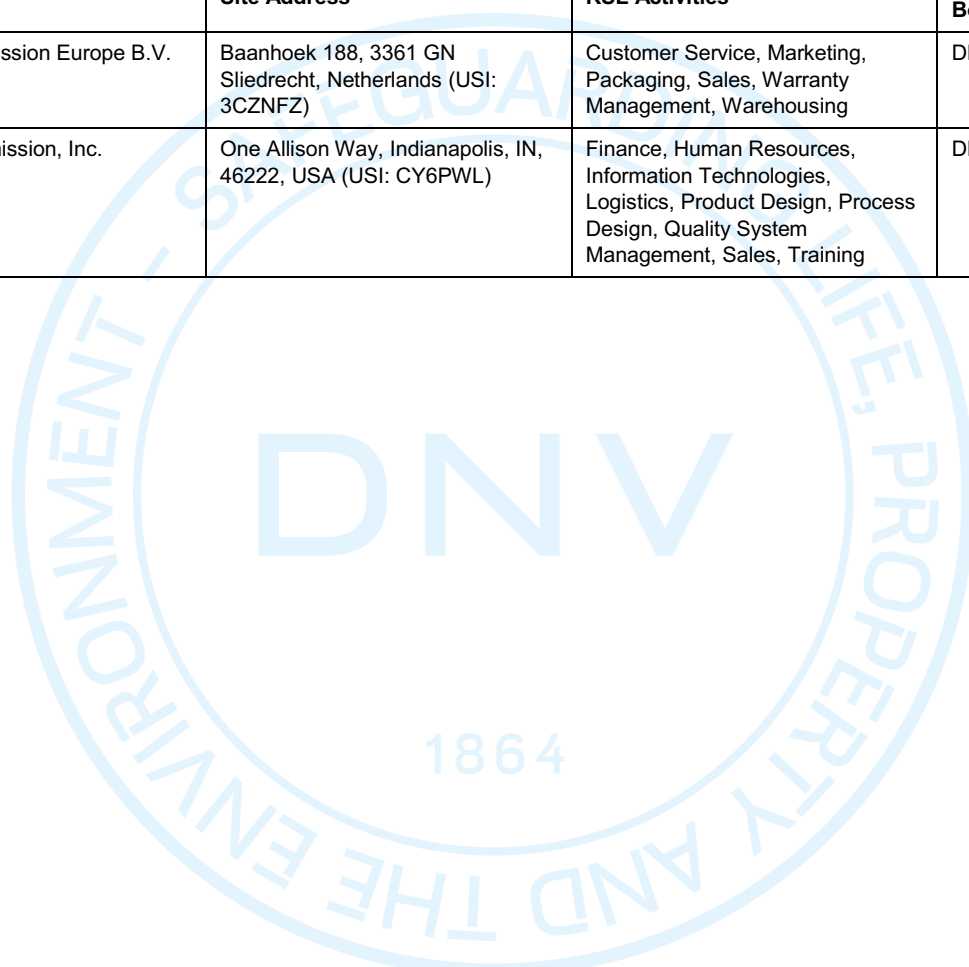 Site Address RSL Activities
ssion Europe B.V. Baanhoek 188, 3361 GN Customer Service, Marketing,
Sliedrecht, Netherlands (USI: Packaging, Sales, Warranty
3CZNFZ) Management, Warehousing
ission, Inc. One Allison Way, Indianapolis, IN, Finance, Human Resources,
46222, USA (USI: CY6PWL) Information Technologies,
Logistics, Product Design, Process
Design, Quality System
Management, Sales, Training
SAFEGUARDING LIFE, PROPERTY AND THE ENVIRONMENT –
DNV
1864